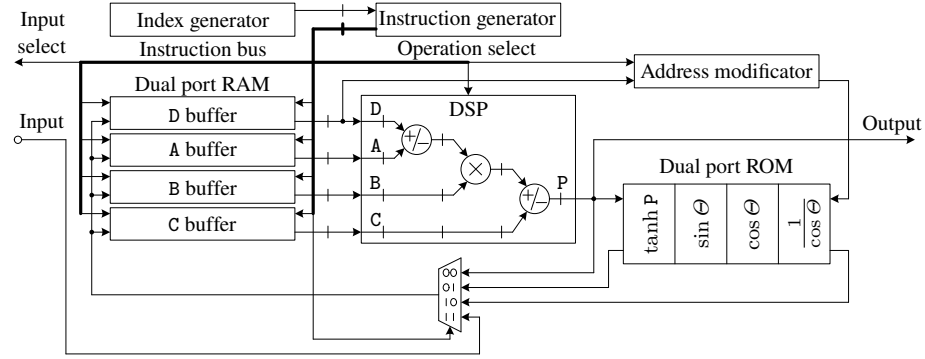 Index generator
Instruction generator
Input select
Instruction bus
Operation select
Address modificator
Dual port RAM
D buffer
A buffer
B buffer
C buffer
Input
DSP
D
A
B
C
+/−
×
+/−
P
Output
Dual port ROM
tanh P
sin Θ
cos Θ
1/cos Θ
00
01
10
11